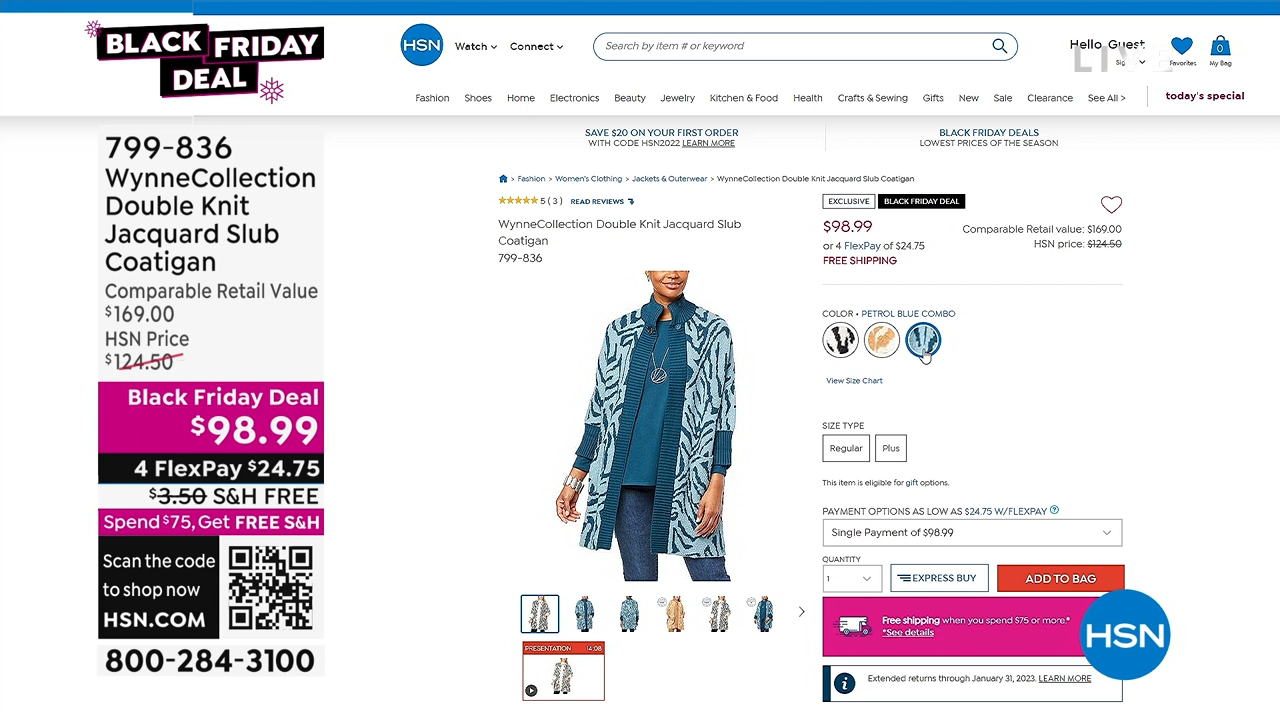 BLACK FRIDAY
DEAL
799-836
WynneCollection
Double Knit
Jacquard Slub
Coatigan
Comparable Retail Value
$169.00
HSN Price
$124.50
Black Friday Deal
$98.99
4 FlexPay $24.75
$3.50 S&H FREE
Spend $75, Get FREE S&H
Scan the code
to shop now
HSN.COM
800-284-3100
HSN
Watch
Connect
Search by item # or keyword
Hello, Guest
LIVE
Favorites
0
My Bag
Fashion Shoes Home Electronics Beauty Jewelry Kitchen & Food Health Crafts & Sewing Gifts New Sale Clearance See All > today's special
SAVE $20 ON YOUR FIRST ORDER
WITH CODE HSN2022 LEARN MORE
BLACK FRIDAY DEALS
LOWEST PRICES OF THE SEASON
> Fashion > Women's Clothing > Jackets & Outerwear > WynneCollection Double Knit Jacquard Slub Coatigan
5 ( 3 ) READ REVIEWS
WynneCollection Double Knit Jacquard Slub
Coatigan
799-836
PRESENTATION 14:08
EXCLUSIVE BLACK FRIDAY DEAL
$98.99
or 4 FlexPay of $24.75
FREE SHIPPING
Comparable Retail value: $169.00
HSN price: $124.50
COLOR • PETROL BLUE COMBO
View Size Chart
SIZE TYPE
Regular Plus
This item is eligible for gift options.
PAYMENT OPTIONS AS LOW AS $24.75 W/FLEXPAY ?
Single Payment of $98.99
QUANTITY
1
EXPRESS BUY
ADD TO BAG
Free shipping when you spend $75 or more.*
*See details
HSN
Extended returns through January 31, 2023. LEARN MORE